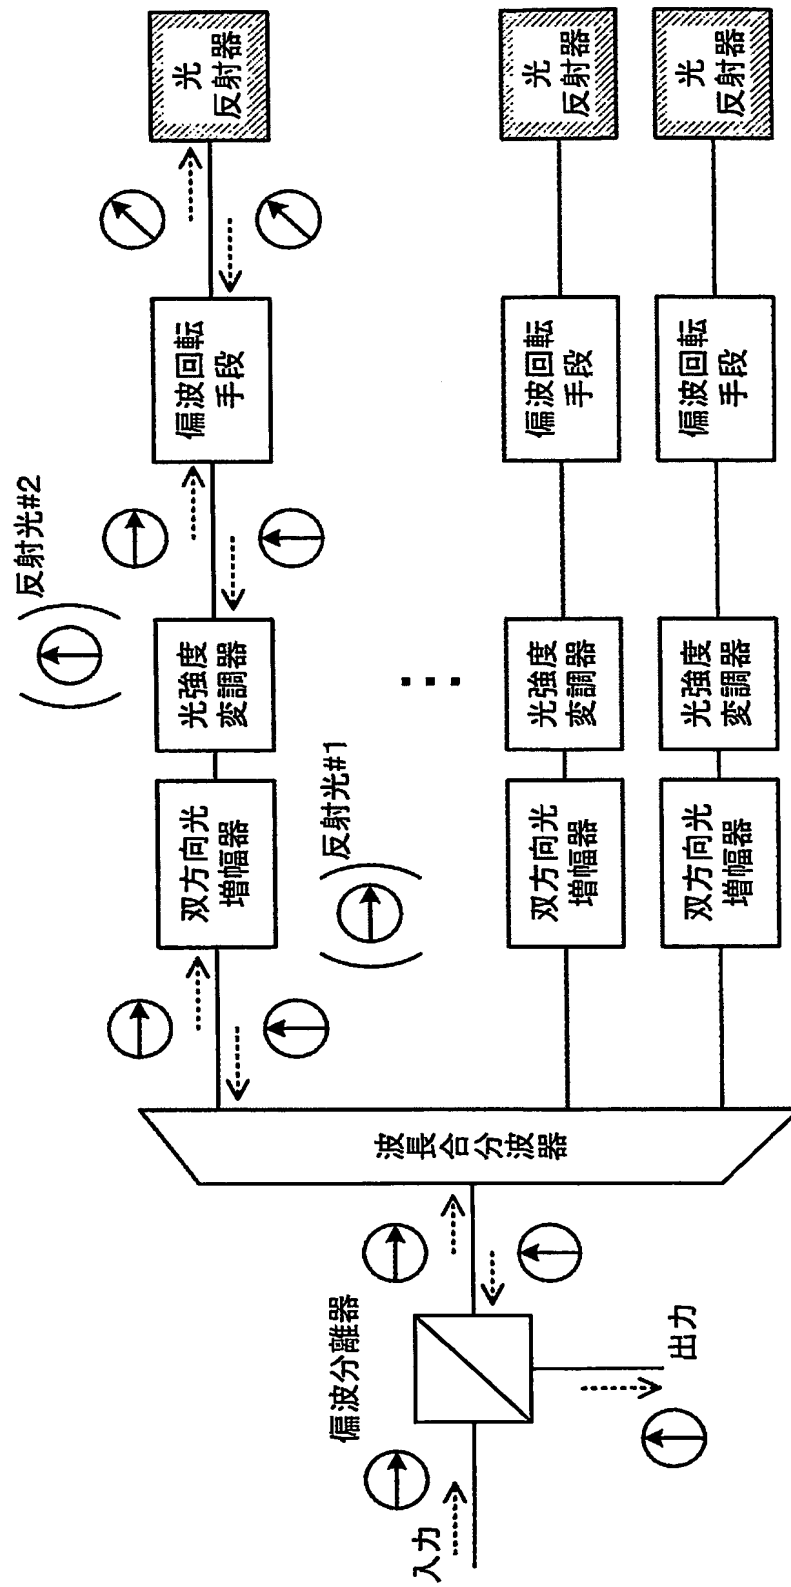 入力
偏波分離器
出力
波長合分波器
双方向光
増幅器
光強度
変調器
反射光#2
偏波回転
手段
光
反射器
反射光#1
双方向光
増幅器
光強度
変調器
偏波回転
手段
光
反射器
双方向光
増幅器
光強度
変調器
偏波回転
手段
光
反射器